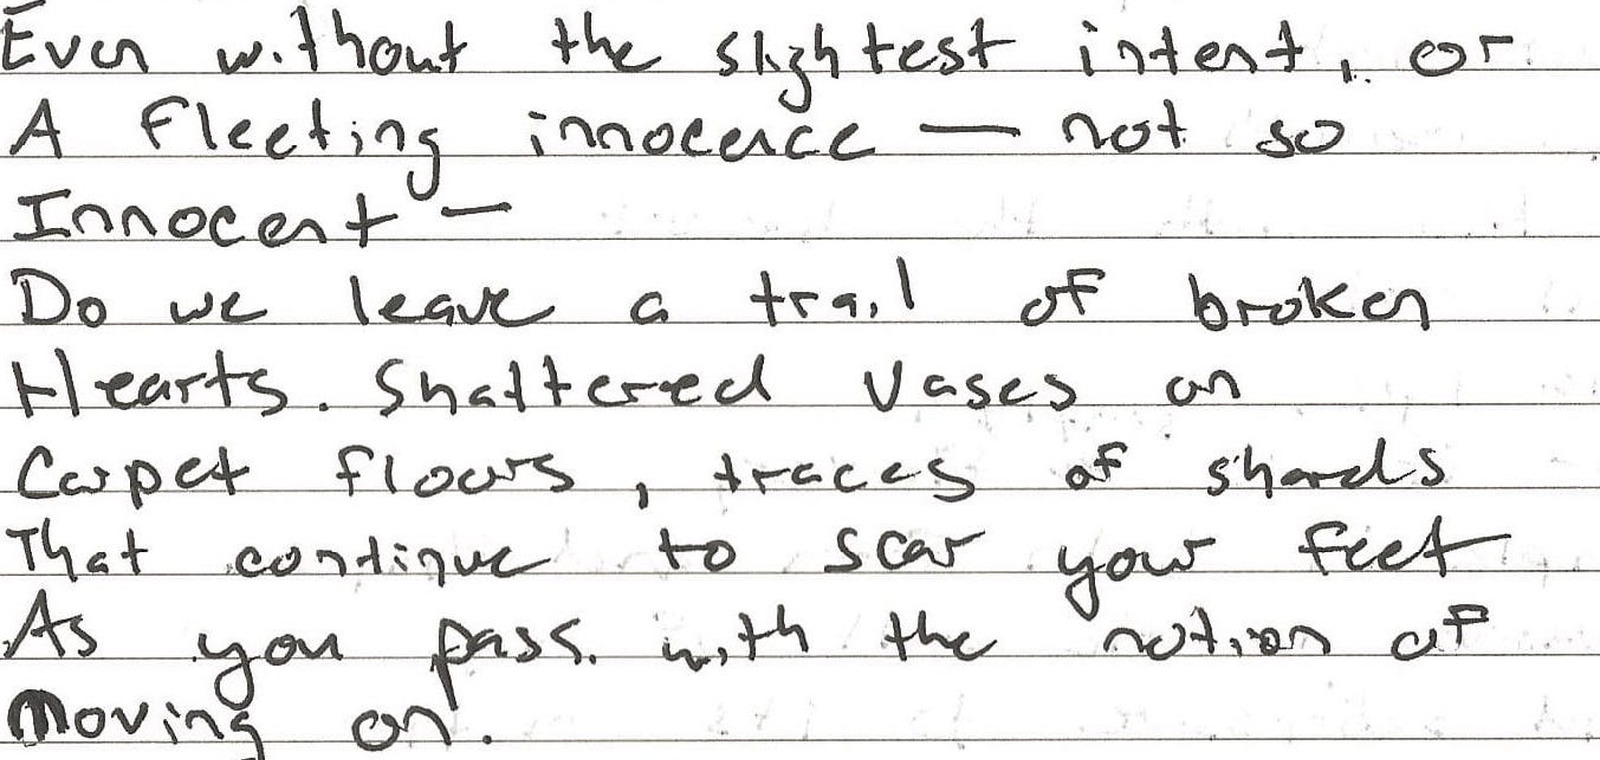 Even without the slightest intent, or
A fleeting innocence — not so
Innocent —
Do we leave a trail of broken
Hearts. Shattered vases on
Carpet floors, traces of shards
That continue to scar your feet
As you pass with the notion of
Moving on.